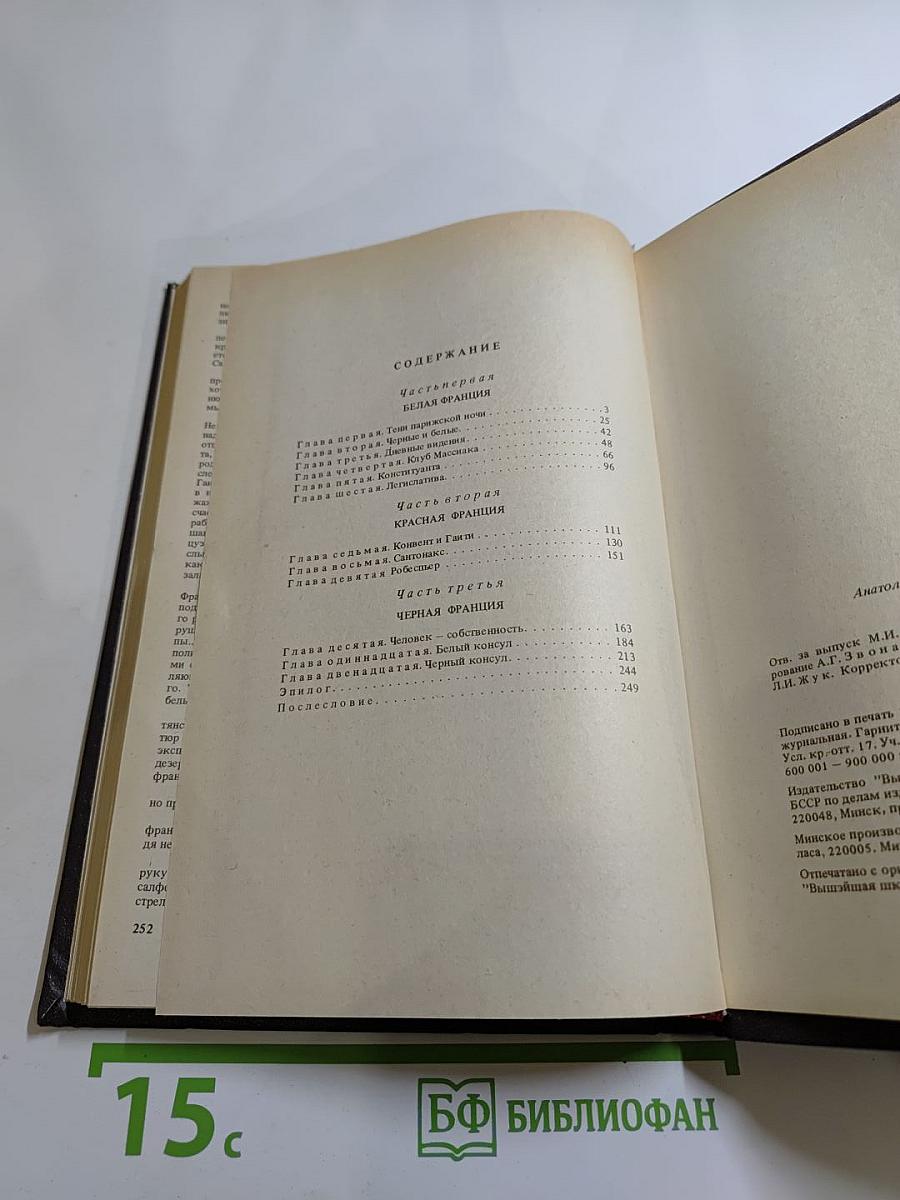 СОДЕРЖАНИЕ
Часть первая
БЕЛАЯ ФРАНЦИЯ
Глава первая. Тени парижской ночи . . . . . . . . . . . . . . . 3
Глава вторая. Черные и белые. . . . . . . . . . . . . . . . 25
Глава третья. Дневные видения. . . . . . . . . . . . . . . . 42
Глава четвертая. Клуб Массиака . . . . . . . . . . . . . . . 48
Глава пятая. Конституанта . . . . . . . . . . . . . . . . 66
Глава шестая. Легислатива. . . . . . . . . . . . . . . . 96
Часть вторая
КРАСНАЯ ФРАНЦИЯ
Глава седьмая. Конвент и Гаити . . . . . . . . . . . . . . . 111
Глава восьмая. Сантонакс. . . . . . . . . . . . . . . . 130
Глава девятая Робеспьер . . . . . . . . . . . . . . . . 151
Часть третья
ЧЕРНАЯ ФРАНЦИЯ
Глава десятая. Человек — собственность. . . . . . . . . . . 163
Глава одиннадцатая. Белый консул . . . . . . . . . . . . 184
Глава двенадцатая. Черный консул. . . . . . . . . . . . 213
Эпилог. . . . . . . . . . . . . . . . . . . . . . . . 244
Послесловие. . . . . . . . . . . . . . . . . . . . . . 249
252
Анатол
Отв. за выпуск М.И.
рование А.Г. Звона
Л.И. Жук. Корректо
Подписано в печать
журнальная. Гарнит
Усл. кр.-отт. 17. Уч.
600 001 — 900 000
Издательство "Вы
БССР по делам из
220048, Минск, п
Минское произво
ласа, 220005. Ми
Отпечатано с ори
"Вышэйшая шк
15 с
БФ БИБЛИОФАН